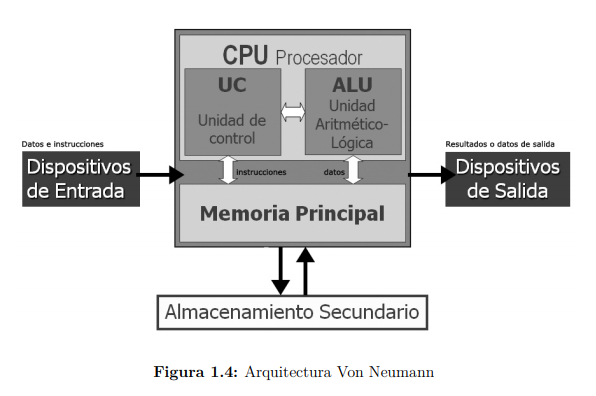 CPU Procesador
UC
Unidad de
control
ALU
Unidad
Aritmético-
Lógica
Datos e instrucciones
Dispositivos
de Entrada
instrucciones
datos
Resultados o datos de salida
Dispositivos
de Salida
Memoria Principal
Almacenamiento Secundario
Figura 1.4: Arquitectura Von Neumann